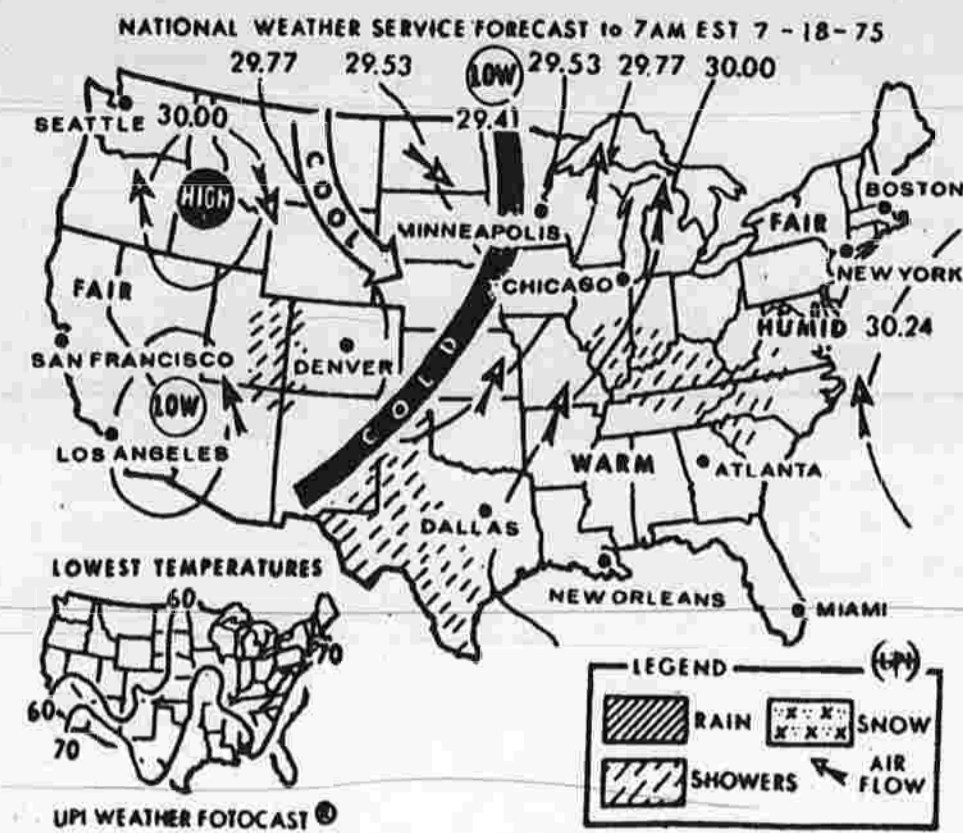 NATIONAL WEATHER SERVICE FORECAST to 7AM EST 7 - 18 - 75
29.77 29.53 LOW 29.53 29.77 30.00
SEATTLE 30.00 29.41
COOL
HIGH
BOSTON
MINNEAPOLIS
FAIR
CHICAGO
NEW YORK
FAIR
HUMID 30.24
SAN FRANCISCO
DENVER
COLD
LOW
LOS ANGELES
WARM
ATLANTA
DALLAS
LOWEST TEMPERATURES
60
NEW ORLEANS
MIAMI
70
60
70
LEGEND
(UPI)
RAIN
SNOW
SHOWERS
AIR
FLOW
UPI WEATHER FOTOCAST ®